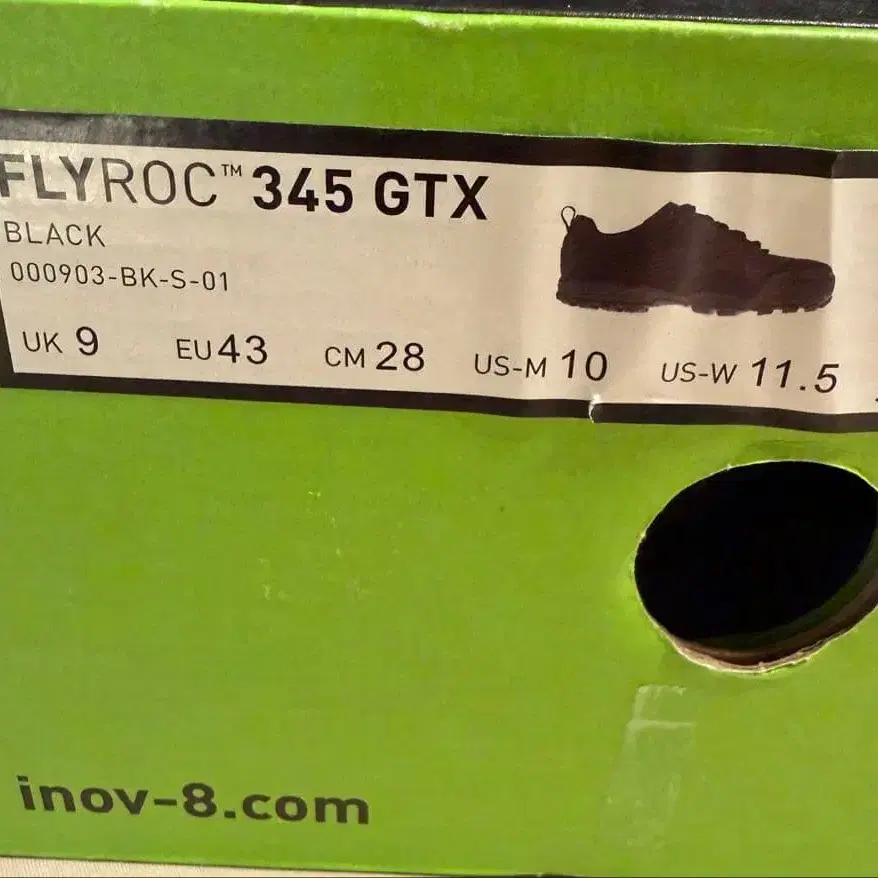 FLYROC™ 345 GTX
BLACK
000903-BK-S-01
UK 9 EU 43 CM 28 US-M 10 US-W 11.5
inov-8.com